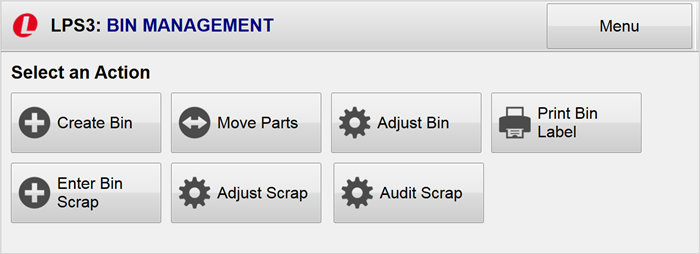 L LPS3: BIN MANAGEMENT Menu
Select an Action
Create Bin Move Parts Adjust Bin Print Bin
Label
Enter Bin
Scrap Adjust Scrap Audit Scrap